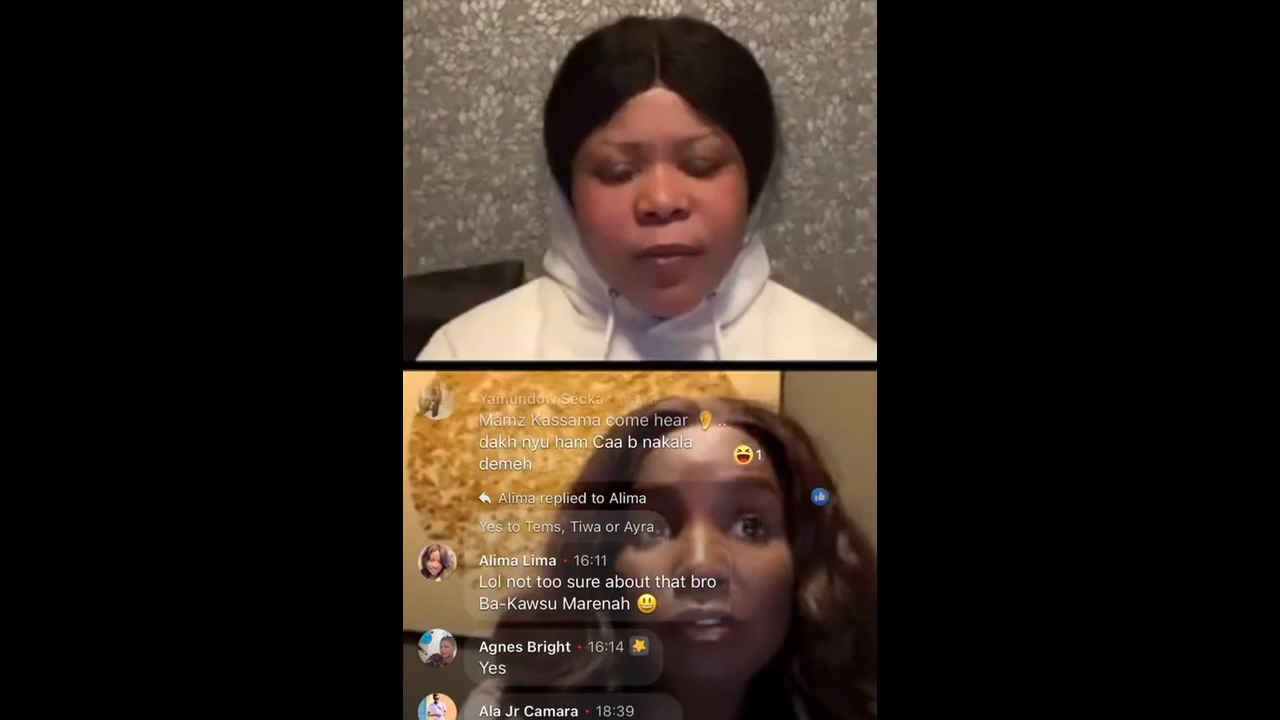 Yamundow Secka
Mamz Kassama come hear 👂..
dakh nyu ham Caa b nakala
demeh
😆 1
Alima replied to Alima
Yes to Tems, Tiwa or Ayra
Alima Lima • 16:11
Lol not too sure about that bro
Ba-Kawsu Marenah 😃
Agnes Bright • 16:14
Yes
Ala Jr Camara • 18:39